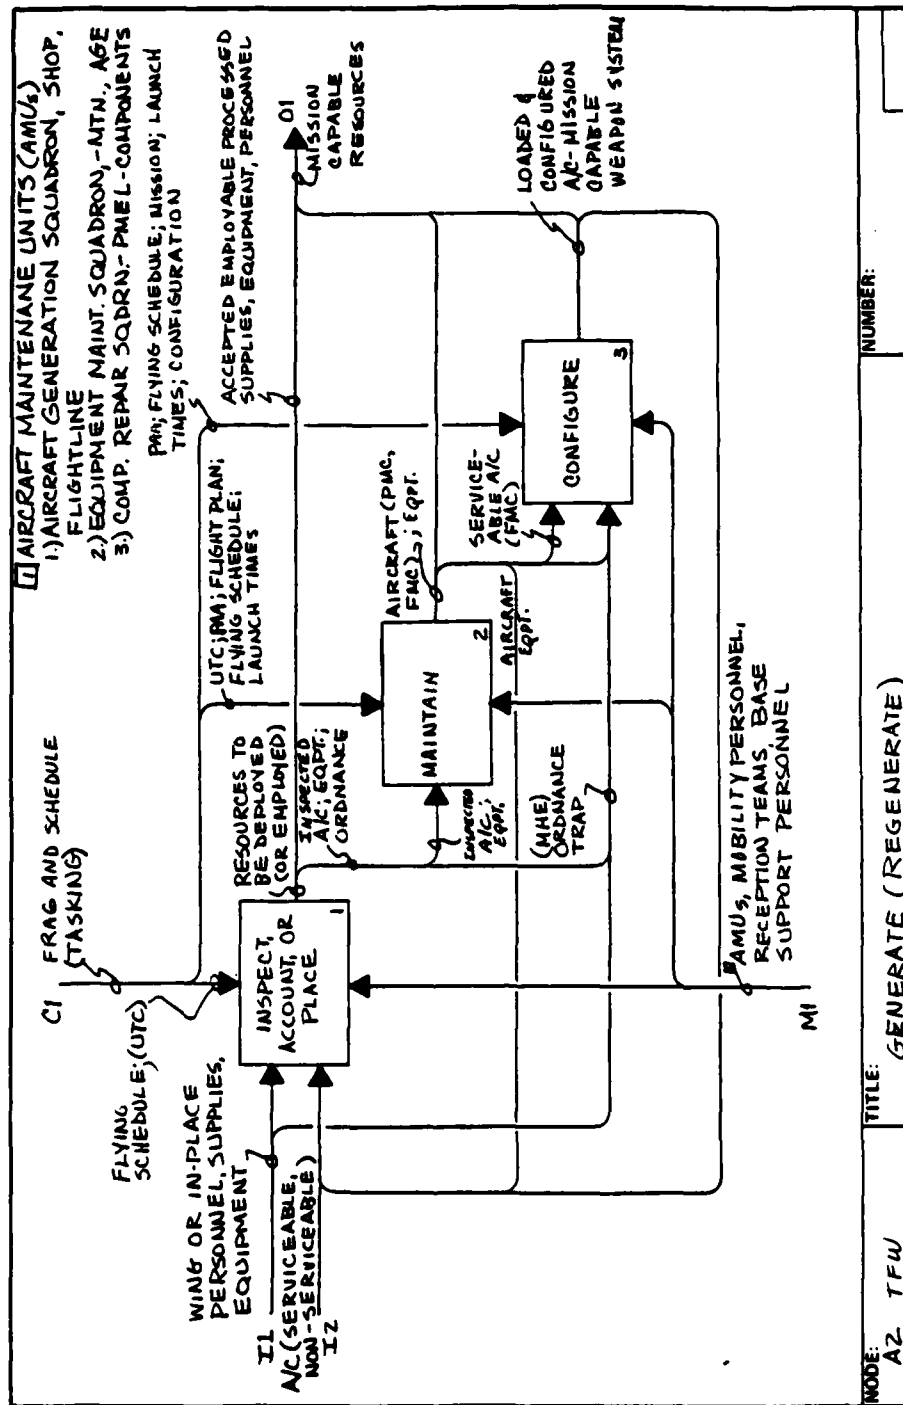 1 AIRCRAFT MAINTENANE UNITS (AMUs)
1.) AIRCRAFT GENERATION SQUADRON, SHOP,
FLIGHTLINE
2.) EQUIPMENT MAINT. SQUADRON,-MTN., AGE
3.) COMP. REPAIR SQDRN.-PMEL-COMPONENTS
C1
FRAG AND SCHEDULE
(TASKING)
FLYING
SCHEDULE; (UTC)
UTC; PAA; FLIGHT PLAN;
FLYING SCHEDULE;
LAUNCH TIMES
PAA; FLYING SCHEDULE; MISSION; LAUNCH
TIMES; CONFIGURATION
ACCEPTED EMPLOYABLE PROCESSED
SUPPLIES, EQUIPMENT, PERSONNEL
O1
MISSION
CAPABLE
RESOURCES
WING OR IN-PLACE
PERSONNEL, SUPPLIES,
EQUIPMENT
I1
A/C (SERVICEABLE,
NON-SERVICEABLE)
I2
INSPECT,
ACCOUNT, OR
PLACE
1
RESOURCES TO
BE DEPLOYED
(OR EMPLOYED)
INSPECTED
A/C; EQPT.;
ORDNANCE
INSPECTED
A/C;
EQPT.
(MHE)
ORDNANCE
TRAP
MAINTAIN
2
AIRCRAFT (PMC,
FMC); EQPT.
AIRCRAFT
EQPT.
SERVICE-
ABLE A/C
(FMC)
CONFIGURE
3
LOADED &
CONFIGURED
A/C-MISSION
CAPABLE
WEAPON SYSTEM
AMUs, MOBILITY PERSONNEL,
RECEPTION TEAMS, BASE
SUPPORT PERSONNEL
M1
NODE:
A2 TFW
TITLE:
GENERATE (REGENERATE)
NUMBER: